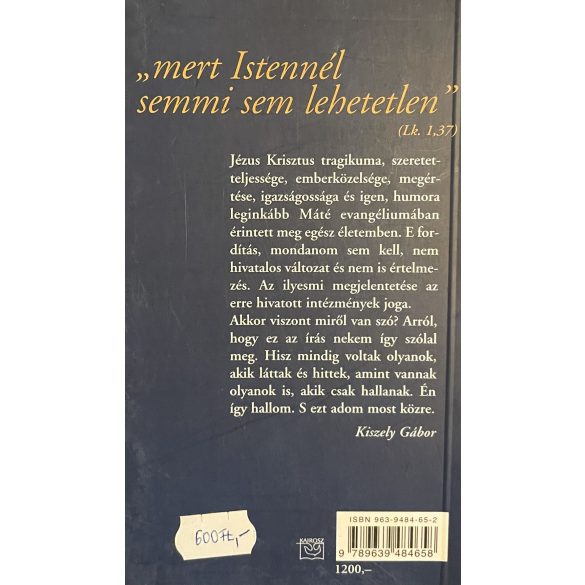 „mert Istennél
semmi sem lehetetlen”
(Lk. 1,37)
Jézus Krisztus tragikuma, szeretet-
teljessége, emberközelsége, megér-
tése, igazságossága és igen, humora
leginkább Máté evangéliumában
érintett meg egész életemben. E for-
dítás, mondanom sem kell, nem
hivatalos változat és nem is értelme-
zés. Az ilyesmi megjelentetése az
erre hivatott intézmények joga.
Akkor viszont miről van szó? Arról,
hogy ez az írás nekem így szólal
meg. Hisz mindig voltak olyanok,
akik láttak és hittek, amint vannak
olyanok is, akik csak hallanak. Én
így hallom. S ezt adom most közre.
Kiszely Gábor
600Ft,-
KAIROSZ
ISBN 963-9484-65-2
9 789639 484658
1200,–